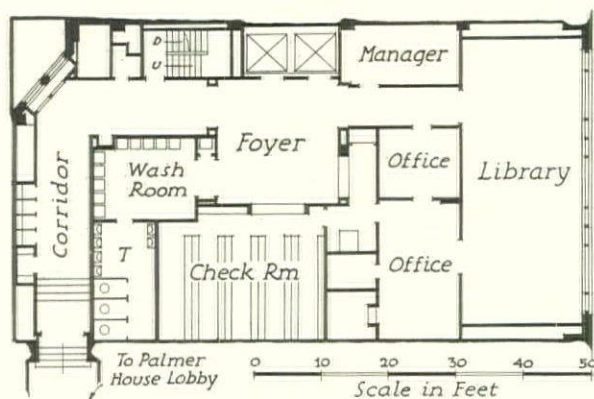 D
U
Manager
Foyer
Wash
Room
Office
Library
Corridor
T
Check Rm
Office
To Palmer
House Lobby
0 10 20 30 40 50
Scale in Feet